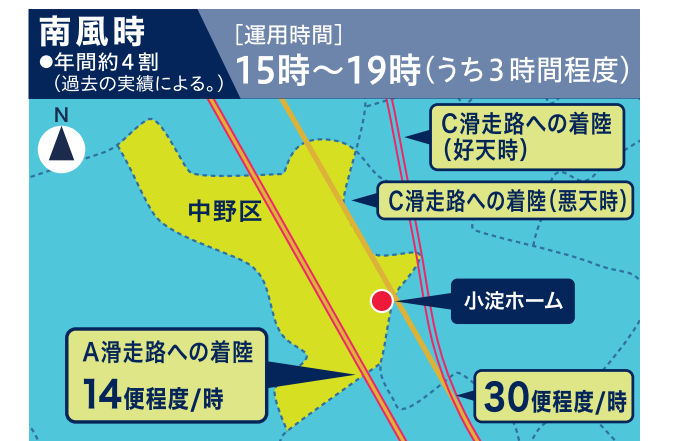 南風時
●年間約4割
(過去の実績による。)
［運用時間］
15時～19時(うち3時間程度)
N
C滑走路への着陸
(好天時)
C滑走路への着陸(悪天時)
中野区
小淀ホーム
A滑走路への着陸
14便程度/時
30便程度/時